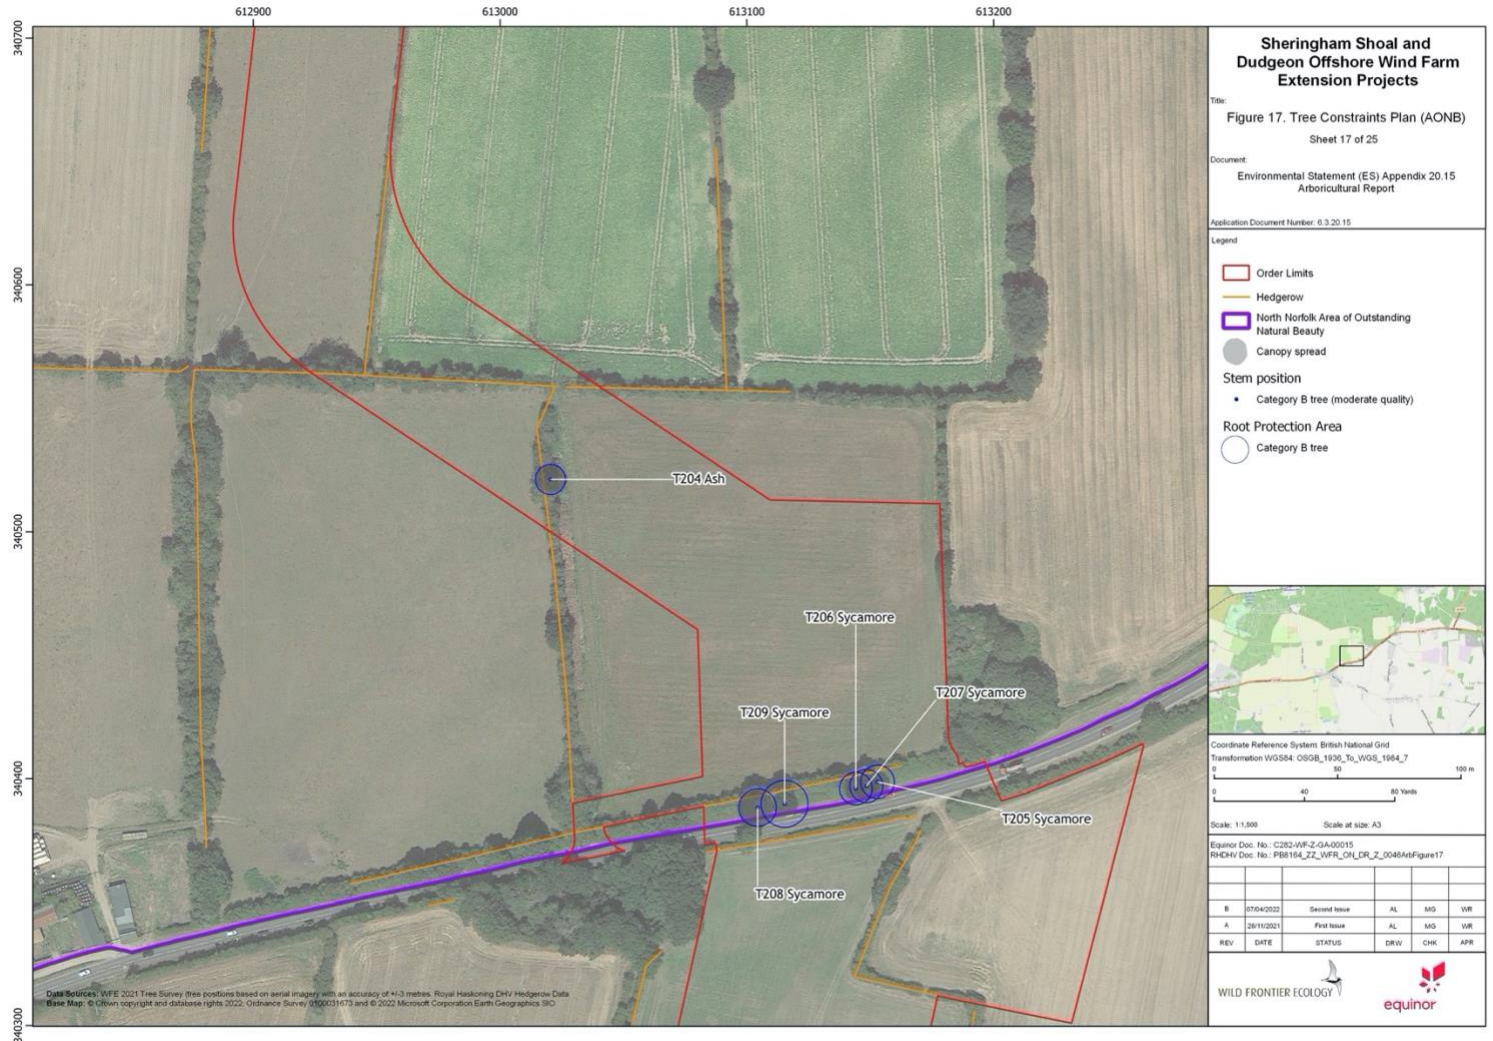 612900
613000
613100
613200
340700
340600
340500
340400
340300
T204 Ash
T206 Sycamore
T207 Sycamore
T209 Sycamore
T205 Sycamore
T208 Sycamore
Data Sources: WFE 2021 Tree Survey (tree positions based on aerial imagery with an accuracy of +/-3 metres. Royal Haskoning DHV Hedgerow Data
Base Map: © Crown copyright and database rights 2022; Ordnance Survey 0100031673 and © 2022 Microsoft Corporation Earth Geographics SIO
Sheringham Shoal and
Dudgeon Offshore Wind Farm
Extension Projects
Title:
Figure 17. Tree Constraints Plan (AONB)
Sheet 17 of 25
Document:
Environmental Statement (ES) Appendix 20.15
Arboricultural Report
Application Document Number: 6.3.20.15
Legend
Order Limits
Hedgerow
North Norfolk Area of Outstanding
Natural Beauty
Canopy spread
Stem position
Category B tree (moderate quality)
Root Protection Area
Category B tree
Coordinate Reference System: British National Grid
Transformation WGS84: OSGB_1936_To_WGS_1984_7
0 50 100 m
0 40 80 Yards
Scale: 1:1,500 Scale at size: A3
Equinor Doc. No.: C282-WF-Z-GA-00015
RHDHV Doc. No.: PB8164_ZZ_WFR_ON_DR_Z_0046ArbFigure17
B 07/04/2022 Second Issue AL MG WR
A 26/11/2021 First Issue AL MG WR
REV DATE STATUS DRW CHK APR
WILD FRONTIER ECOLOGY
equinor